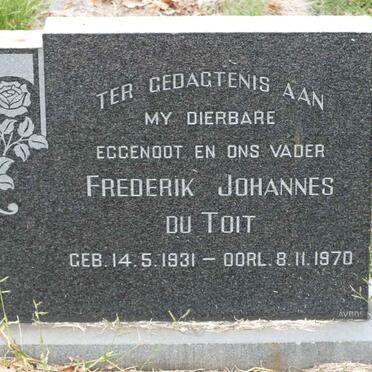 TER GEDAGTENIS AAN
MY DIERBARE
EGGENOOT EN ONS VADER
FREDERIK JOHANNES
DU TOIT
GEB. 14.5.1931 – OORL. 8.11.1970